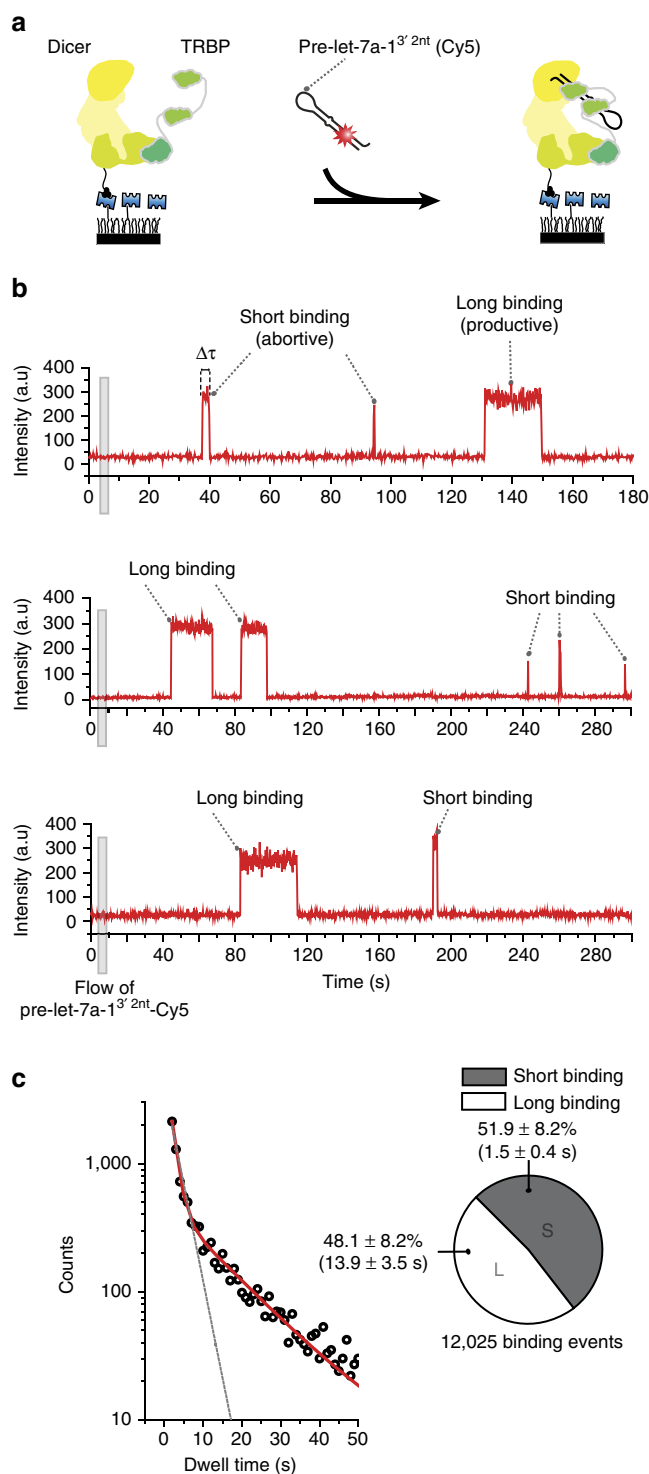 a
Dicer
TRBP
Pre-let-7a-1³′ ²ⁿᵗ (Cy5)
b
Short binding
(abortive)
Long binding
(productive)
Δτ
Intensity (a.u)
400
300
200
100
0
0 20 40 60 80 100 120 140 160 180
Long binding
Short binding
Intensity (a.u)
400
300
200
100
0
0 40 80 120 160 200 240 280
Long binding
Short binding
Intensity (a.u)
400
300
200
100
0
0 40 80 120 160 200 240 280
Time (s)
Flow of
pre-let-7a-1³′ ²ⁿᵗ-Cy5
c
Counts
1,000
100
10
0 10 20 30 40 50
Dwell time (s)
Short binding
Long binding
51.9 ± 8.2%
(1.5 ± 0.4 s)
S
48.1 ± 8.2%
(13.9 ± 3.5 s)
L
12,025 binding events